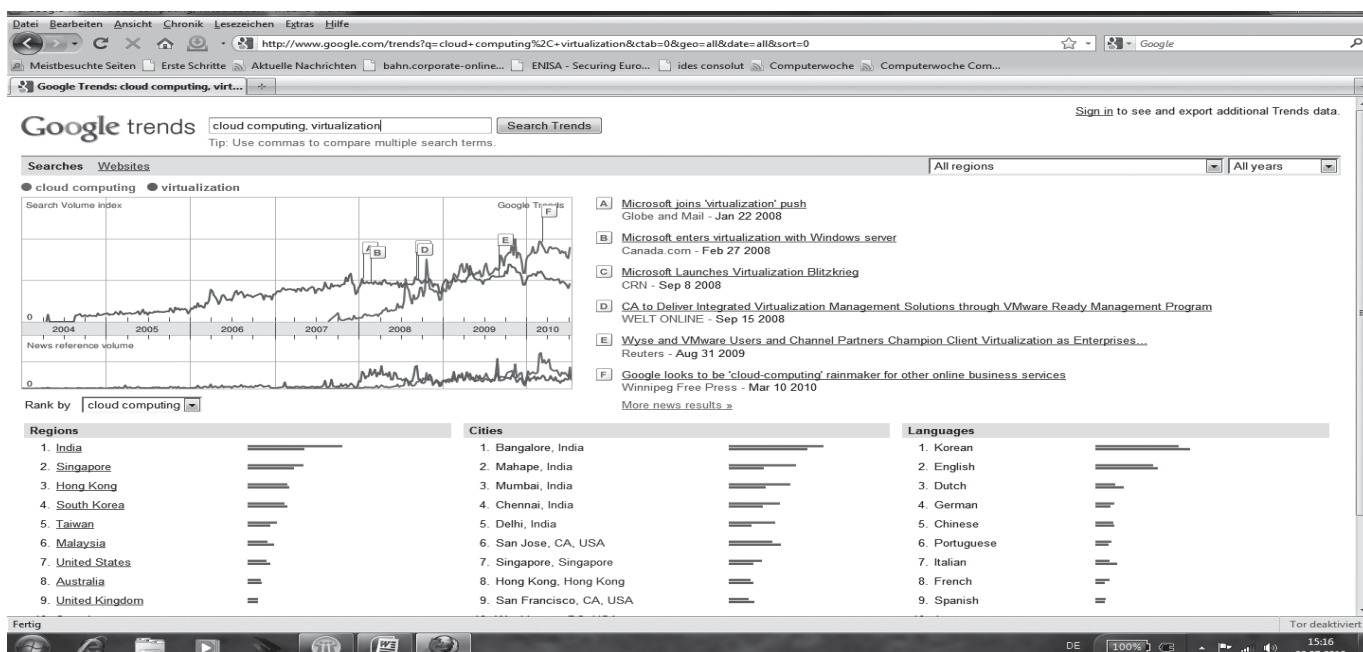 Datei Bearbeiten Ansicht Chronik Lesezeichen Extras Hilfe
http://www.google.com/trends?q=cloud+computing%2C+virtualization&ctab=0&geo=all&date=all&sort=0
Google
Meistbesuchte Seiten Erste Schritte Aktuelle Nachrichten bahn.corporate-online... ENISA - Securing Euro... ides consolut Computerwoche Computerwoche Com...
Google Trends: cloud computing, virt...
Sign in to see and export additional Trends data.
Google trends cloud computing, virtualization Search Trends
Tip: Use commas to compare multiple search terms.
Searches Websites All regions All years
cloud computing virtualization
Search Volume index Google Trends
F
A B D E
0
2004 2005 2006 2007 2008 2009 2010
News reference volume
0
A Microsoft joins 'virtualization' push
Globe and Mail - Jan 22 2008
B Microsoft enters virtualization with Windows server
Canada.com - Feb 27 2008
C Microsoft Launches Virtualization Blitzkrieg
CRN - Sep 8 2008
D CA to Deliver Integrated Virtualization Management Solutions through VMware Ready Management Program
WELT ONLINE - Sep 15 2008
E Wyse and VMware Users and Channel Partners Champion Client Virtualization as Enterprises...
Reuters - Aug 31 2009
F Google looks to be 'cloud-computing' rainmaker for other online business services
Winnipeg Free Press - Mar 10 2010
More news results »
Rank by cloud computing
Regions
1. India
2. Singapore
3. Hong Kong
4. South Korea
5. Taiwan
6. Malaysia
7. United States
8. Australia
9. United Kingdom
Cities
1. Bangalore, India
2. Mahape, India
3. Mumbai, India
4. Chennai, India
5. Delhi, India
6. San Jose, CA, USA
7. Singapore, Singapore
8. Hong Kong, Hong Kong
9. San Francisco, CA, USA
Languages
1. Korean
2. English
3. Dutch
4. German
5. Chinese
6. Portuguese
7. Italian
8. French
9. Spanish
Fertig Tor deaktiviert
DE 100% 15:16